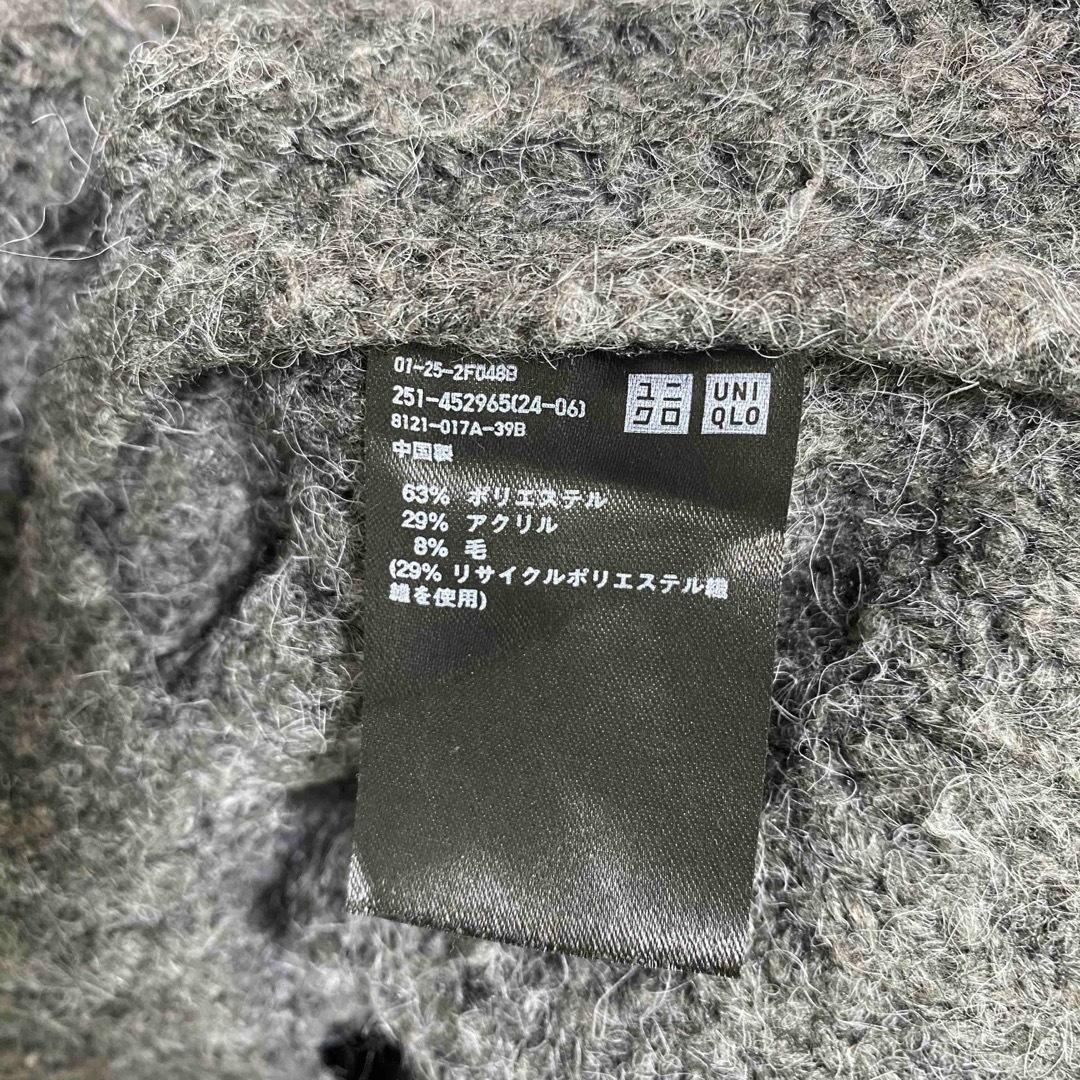 01-25-2F048B
251-452965(24-06)
8121-017A-39B
中国製
ユニ
クロ
UNI
QLO
63% ポリエステル
29% アクリル
8% 毛
(29% リサイクルポリエステル繊
維を使用)